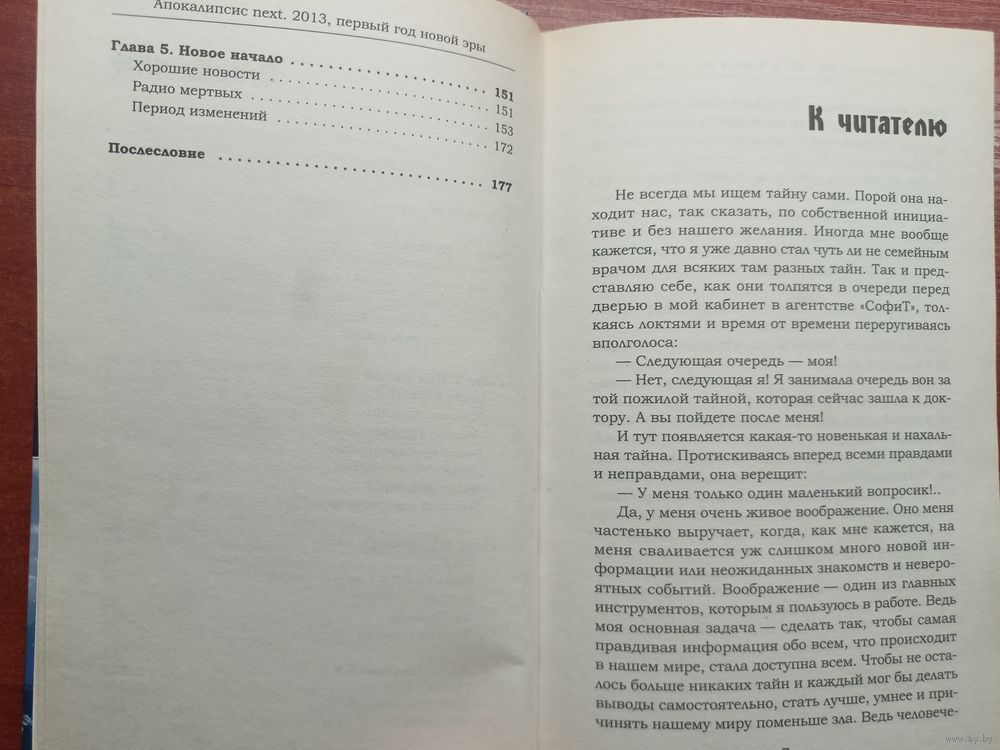 Апокалипсис next. 2013, первый год новой эры
Глава 5. Новое начало . . . . . . . . . . . . . . . . . . . . . 151
Хорошие новости . . . . . . . . . . . . . . . . . . . . . 151
Радио мертвых . . . . . . . . . . . . . . . . . . . . . 153
Период изменений . . . . . . . . . . . . . . . . . . . . . 172
Послесловие . . . . . . . . . . . . . . . . . . . . . 177
К читателю
Не всегда мы ищем тайну сами. Порой она на-
ходит нас, так сказать, по собственной инициа-
тиве и без нашего желания. Иногда мне вообще
кажется, что я уже давно стал чуть ли не семейным
врачом для всяких там разных тайн. Так и пред-
ставляю себе, как они толпятся в очереди перед
дверью в мой кабинет в агентстве «СофиТ», тол-
каясь локтями и время от времени переругиваясь
вполголоса:
— Следующая очередь — моя!
— Нет, следующая я! Я занимала очередь вон за
той пожилой тайной, которая сейчас зашла к док-
тору. А вы пойдете после меня!
И тут появляется какая-то новенькая и нахаль-
ная тайна. Протискиваясь вперед всеми правдами
и неправдами, она верещит:
— У меня только один маленький вопросик!..
Да, у меня очень живое воображение. Оно меня
частенько выручает, когда, как мне кажется, на
меня сваливается уж слишком много новой ин-
формации или неожиданных знакомств и неверо-
ятных событий. Воображение — один из главных
инструментов, которым я пользуюсь в работе. Ведь
моя основная задача — сделать так, чтобы самая
правдивая информация обо всем, что происходит
в нашем мире, стала доступна всем. Чтобы не оста-
лось больше никаких тайн и каждый мог бы делать
выводы самостоятельно, стать лучше, умнее и при-
чинять нашему миру поменьше зла. Ведь человече-
www.ay.by